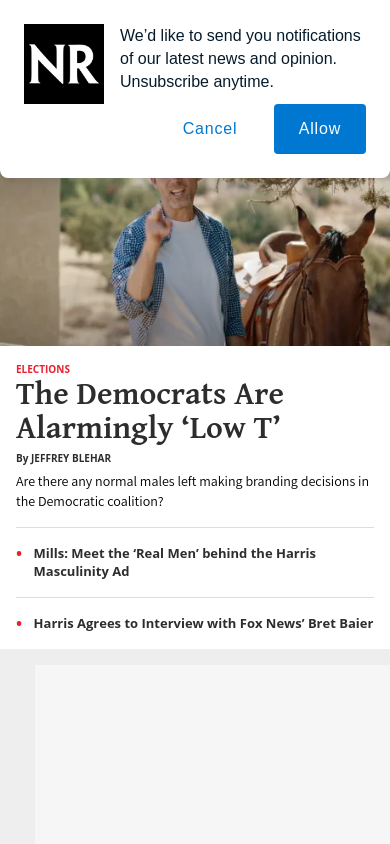 NR
We’d like to send you notifications
of our latest news and opinion.
Unsubscribe anytime.
Cancel
Allow
ELECTIONS
The Democrats Are
Alarmingly ‘Low T’
By JEFFREY BLEHAR
Are there any normal males left making branding decisions in
the Democratic coalition?
• Mills: Meet the ‘Real Men’ behind the Harris
Masculinity Ad
• Harris Agrees to Interview with Fox News’ Bret Baier